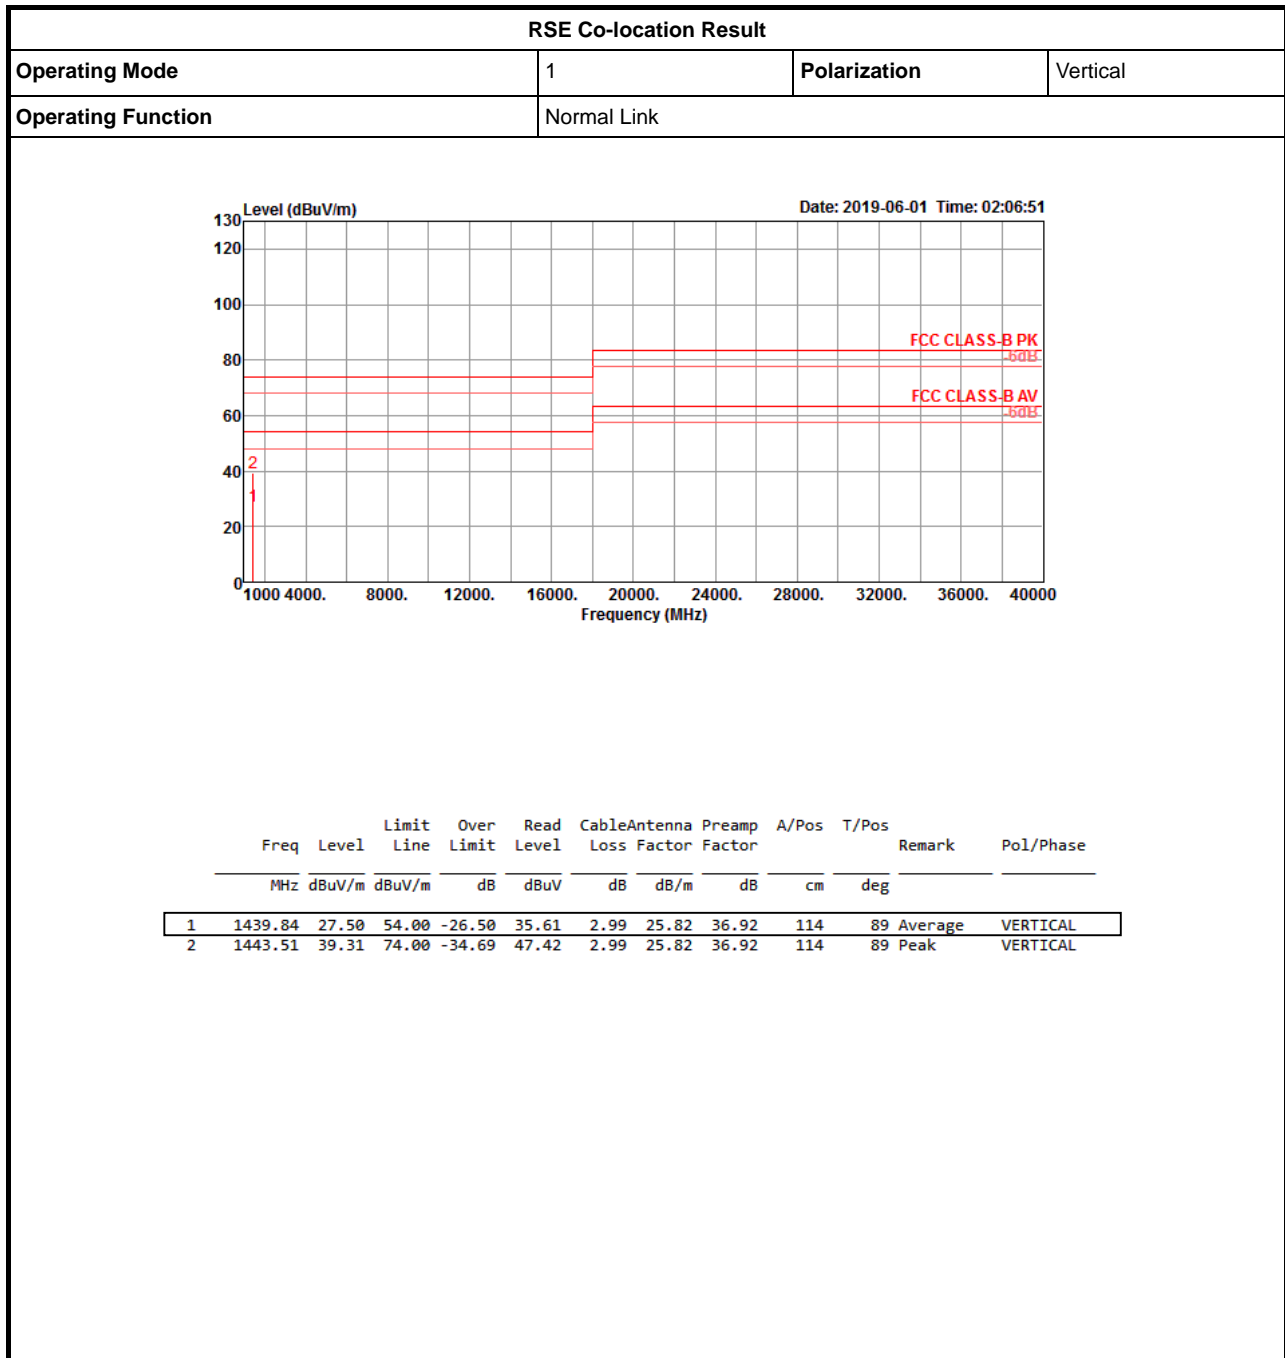 RSE Co-location Result
Operating Mode 1 Polarization Vertical
Operating Function Normal Link
Level (dBuV/m) Date: 2019-06-01 Time: 02:06:51
130
120
100
FCC CLASS-B PK
80 -6dB
FCC CLASS-B AV
60 -6dB
2
40
1
20
0
1000 4000. 8000. 12000. 16000. 20000. 24000. 28000. 32000. 36000. 40000
Frequency (MHz)
Limit Over Read CableAntenna Preamp A/Pos T/Pos
Freq Level Line Limit Level Loss Factor Factor Remark Pol/Phase
MHz dBuV/m dBuV/m dB dBuV dB dB/m dB cm deg
1 1439.84 27.50 54.00 -26.50 35.61 2.99 25.82 36.92 114 89 Average VERTICAL
2 1443.51 39.31 74.00 -34.69 47.42 2.99 25.82 36.92 114 89 Peak VERTICAL